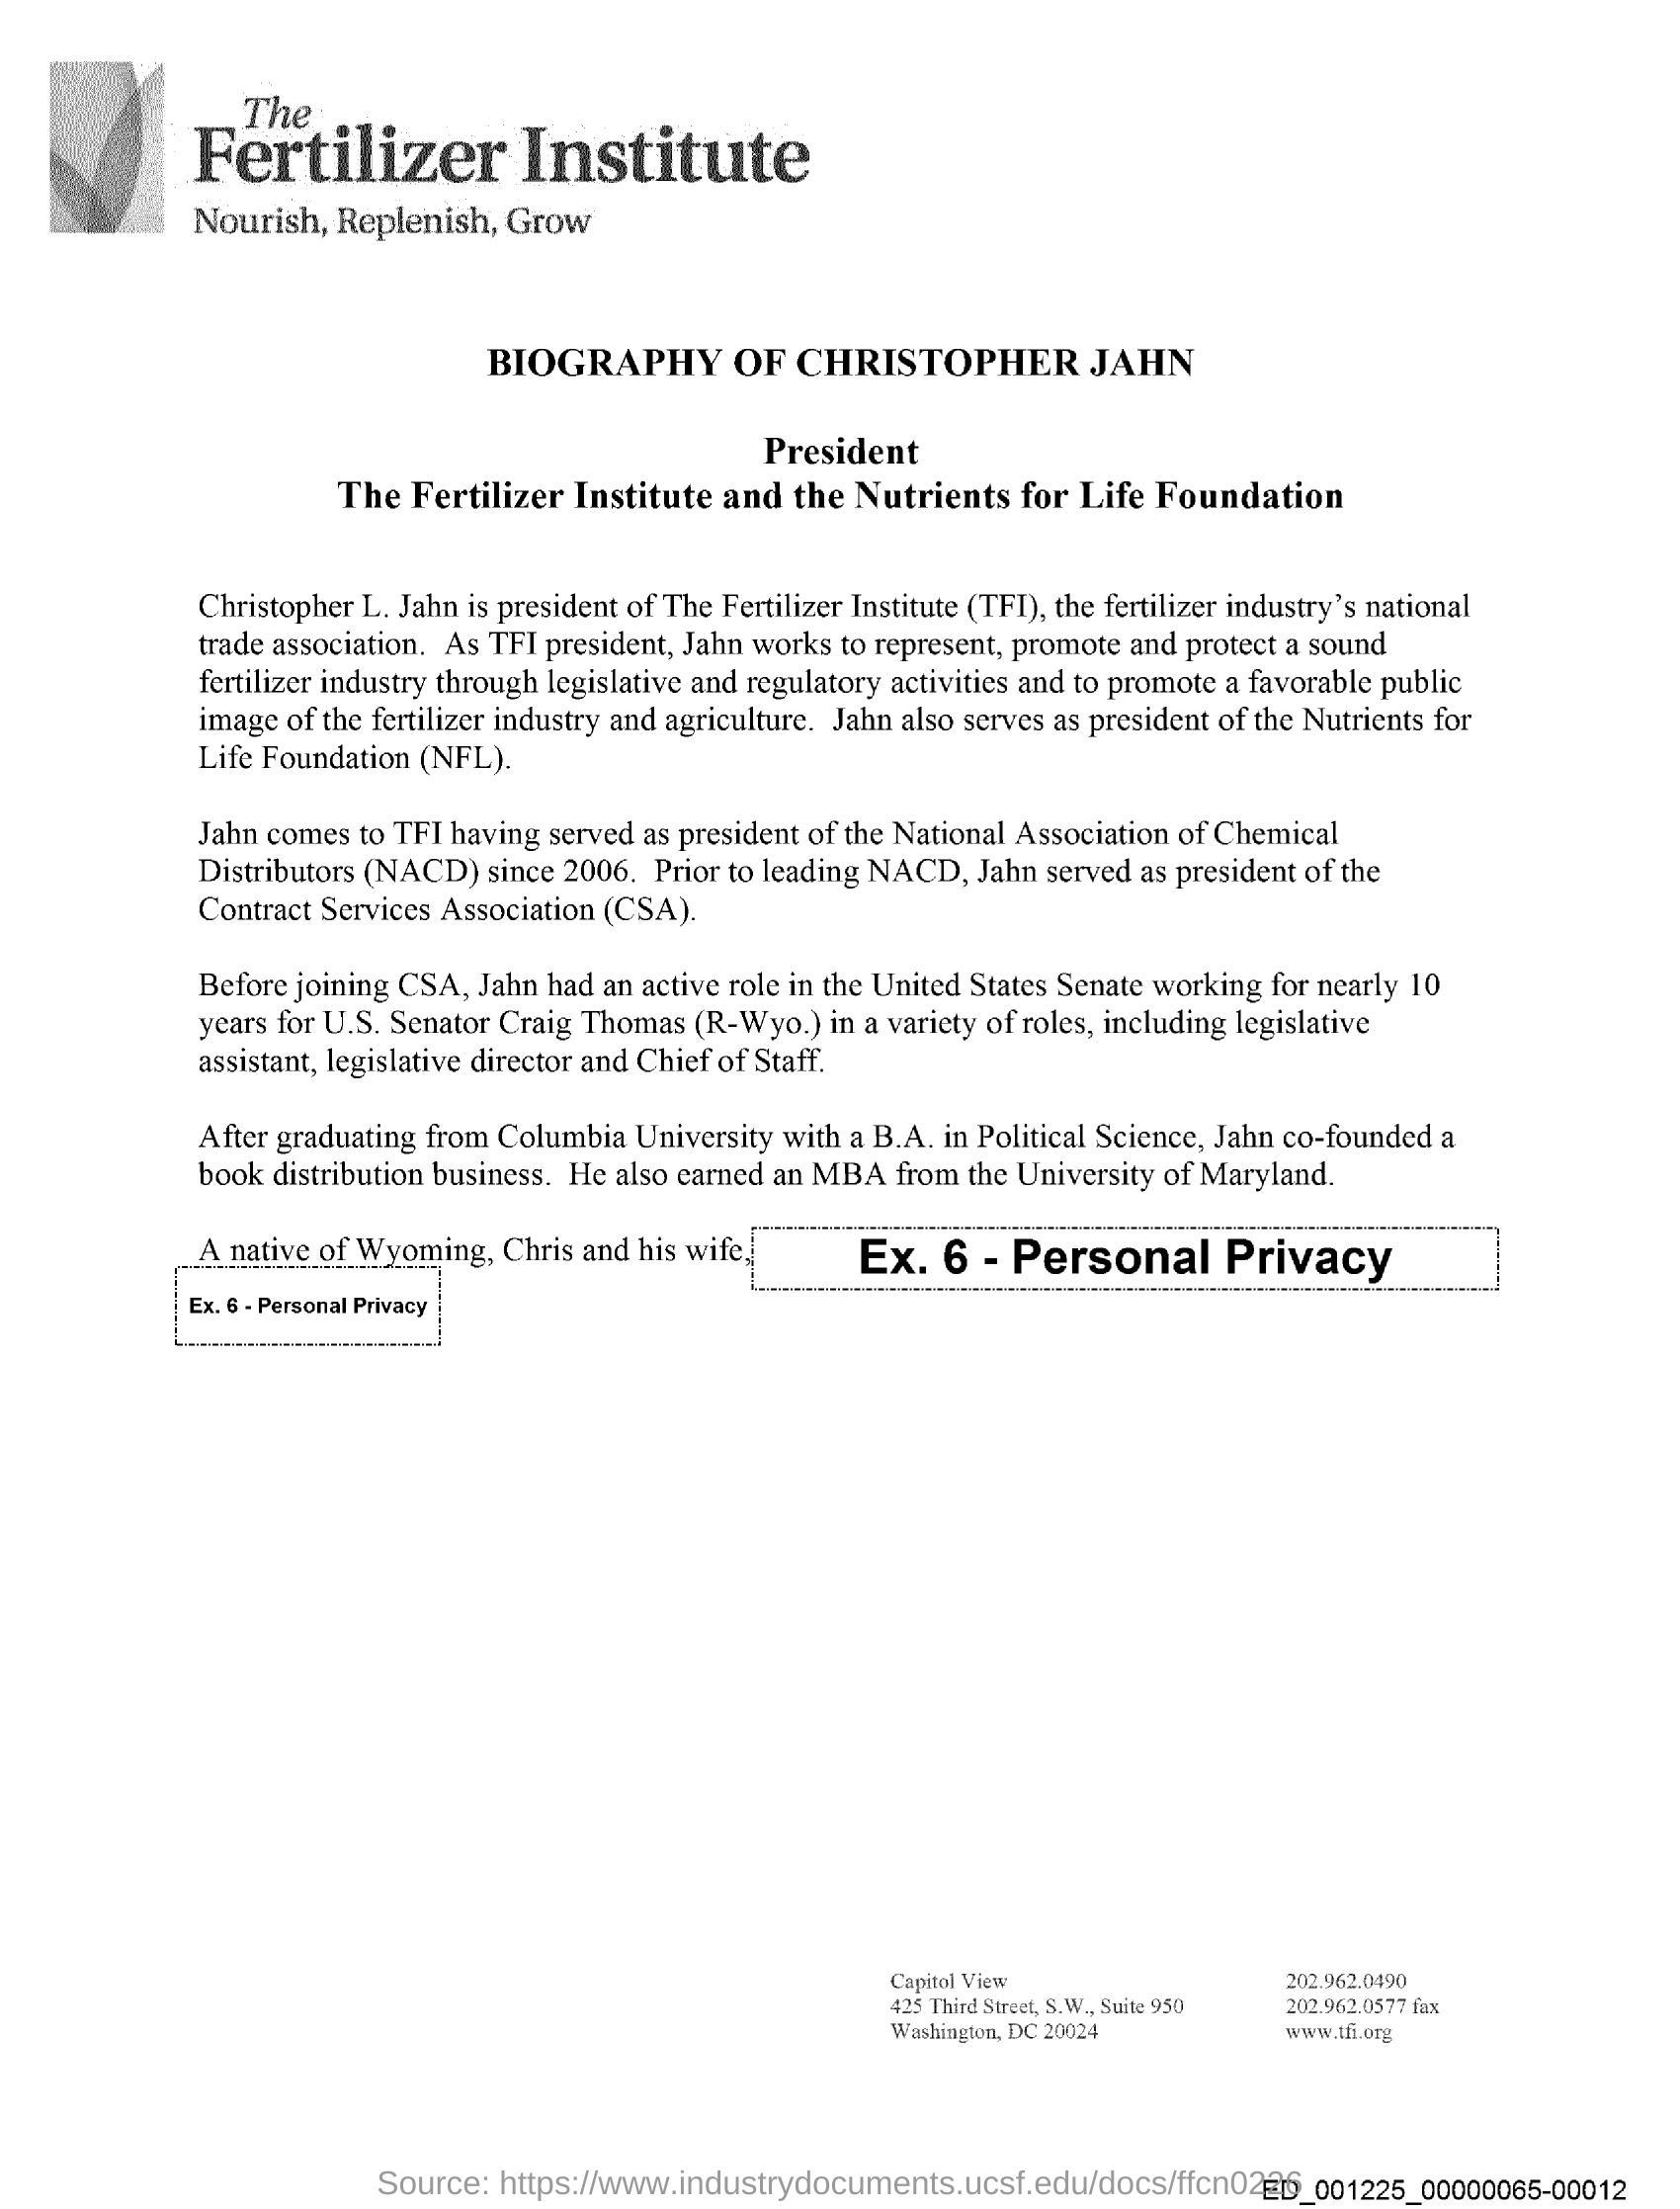 The
Fertilizer Institute
Nourish, Replenish, Grow
BIOGRAPHY OF CHRISTOPHER JAHN
President
The Fertilizer Institute and the Nutrients for Life Foundation
Christopher L. Jahn is president of The Fertilizer Institute (TFI), the fertilizer industry's national
trade association.  As TFI president, Jahn works to represent, promote and protect a sound
fertilizer industry through legislative and regulatory activities and to promote a favorable public
image of the fertilizer industry and agriculture.  Jahn also serves as president of the Nutrients for
Life Foundation (NFL).
Jahn comes to TFI having served as president of the National Association of Chemical
Distributors (NACD) since 2006.  Prior to leading NACD, Jahn served as president of the
Contract Services Association (CSA).
Before joining CSA, Jahn had an active role in the United States Senate working for nearly 10
years for U.S. Senator Craig Thomas (R-Wyo.) in a variety of roles, including legislative
assistant, legislative director and Chief of Staff.
After graduating from Columbia University with a B.A. in Political Science, Jahn co-founded a
book distribution business.  He also earned an MBA from the University of Maryland.
A native of Wyoming, Chris and his wife, Ex. 6 - Personal Privacy
Ex. 6 - Personal Privacy
Capitol View
425 Third Street, S.W., Suite 950
Washington, DC 20024
202.962.0490
202.962.0577 fax
www.tfi.org
Source: https://www.industrydocuments.ucsf.edu/docs/ffcn0226
ED_001225_00000065-00012